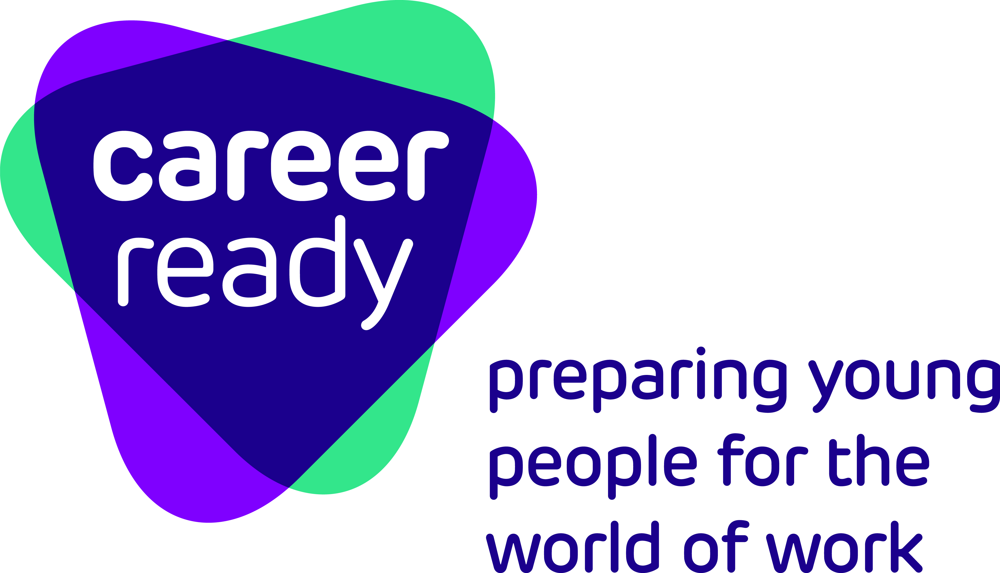 career
ready
preparing young
people for the
world of work